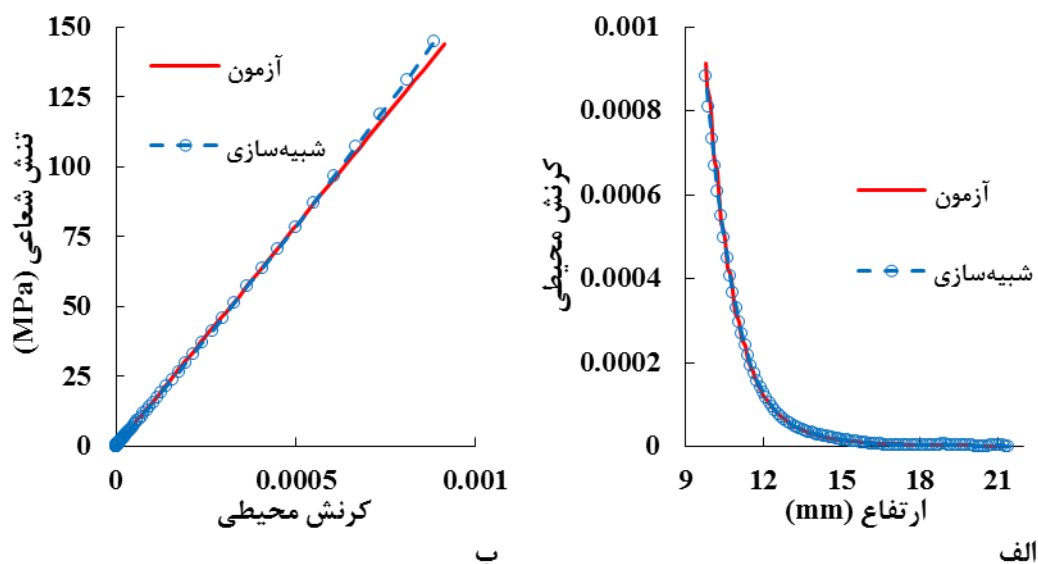 150
125
100
75
50
25
0
0
0.0005
0.001
تنش شعاعی (MPa)
کرنش محیطی
آزمون
شبیه‌سازی
ب
0.001
0.0008
0.0006
0.0004
0.0002
0
9
12
15
18
21
کرنش محیطی
ارتفاع (mm)
آزمون
شبیه‌سازی
الف